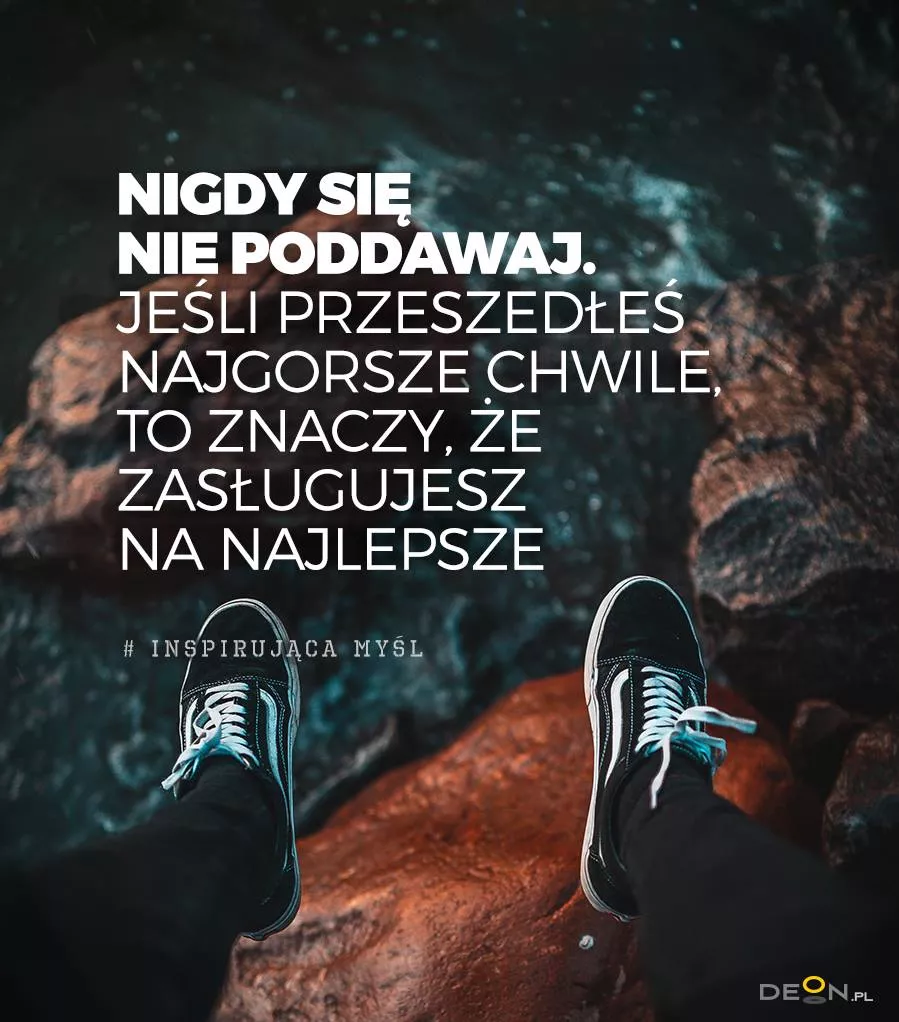 NIGDY SIĘ
NIE PODDAWAJ.
JEŚLI PRZESZEDŁEŚ
NAJGORSZE CHWILE,
TO ZNACZY, ŻE
ZASŁUGUJESZ
NA NAJLEPSZE
# INSPIRUJĄCA MYŚL
DEON.PL